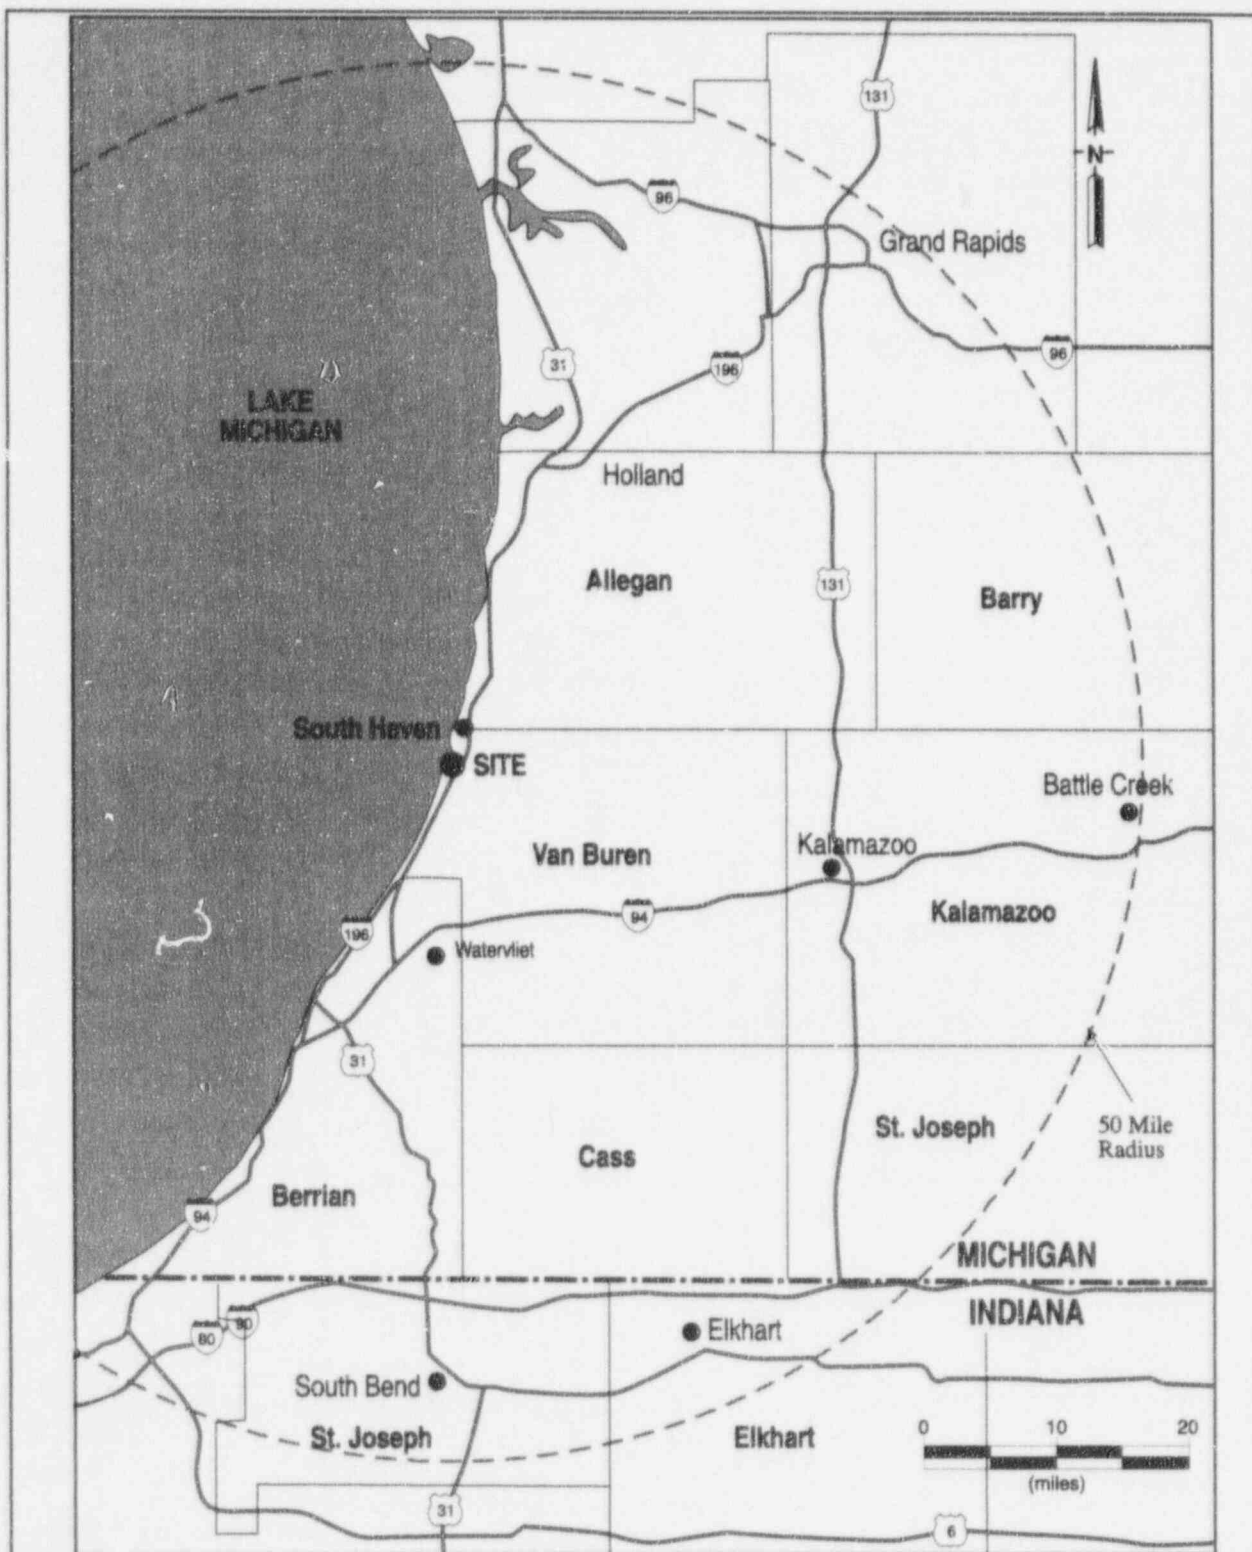 131
N
96
Grand Rapids
31
196
96
LAKE
MICHIGAN
Holland
Allegan
131
Barry
South Haven
SITE
Battle Creek
Kalamazoo
Van Buren
Kalamazoo
94
196
Watervliet
31
50 Mile
Radius
St. Joseph
Cass
Berrian
94
MICHIGAN
INDIANA
90
80
Elkhart
South Bend
St. Joseph
Elkhart
0 10 20
(miles)
31
6